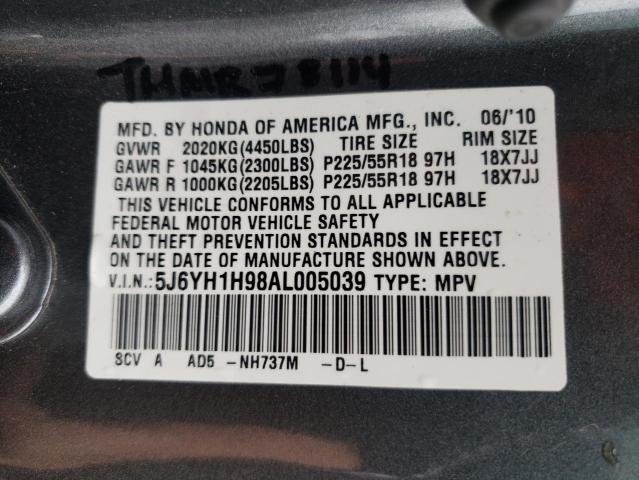 THMR78114
MFD. BY HONDA OF AMERICA MFG., INC. 06/'10
GVWR 2020KG(4450LBS) TIRE SIZE RIM SIZE
GAWR F 1045KG(2300LBS) P225/55R18 97H 18X7JJ
GAWR R 1000KG(2205LBS) P225/55R18 97H 18X7JJ
THIS VEHICLE CONFORMS TO ALL APPLICABLE
FEDERAL MOTOR VEHICLE SAFETY
AND THEFT PREVENTION STANDARDS IN EFFECT
ON THE DATE OF MANUFACTURE SHOWN ABOVE.
V.I.N.:5J6YH1H98AL005039 TYPE: MPV
SCV A AD5 -NH737M -D-L